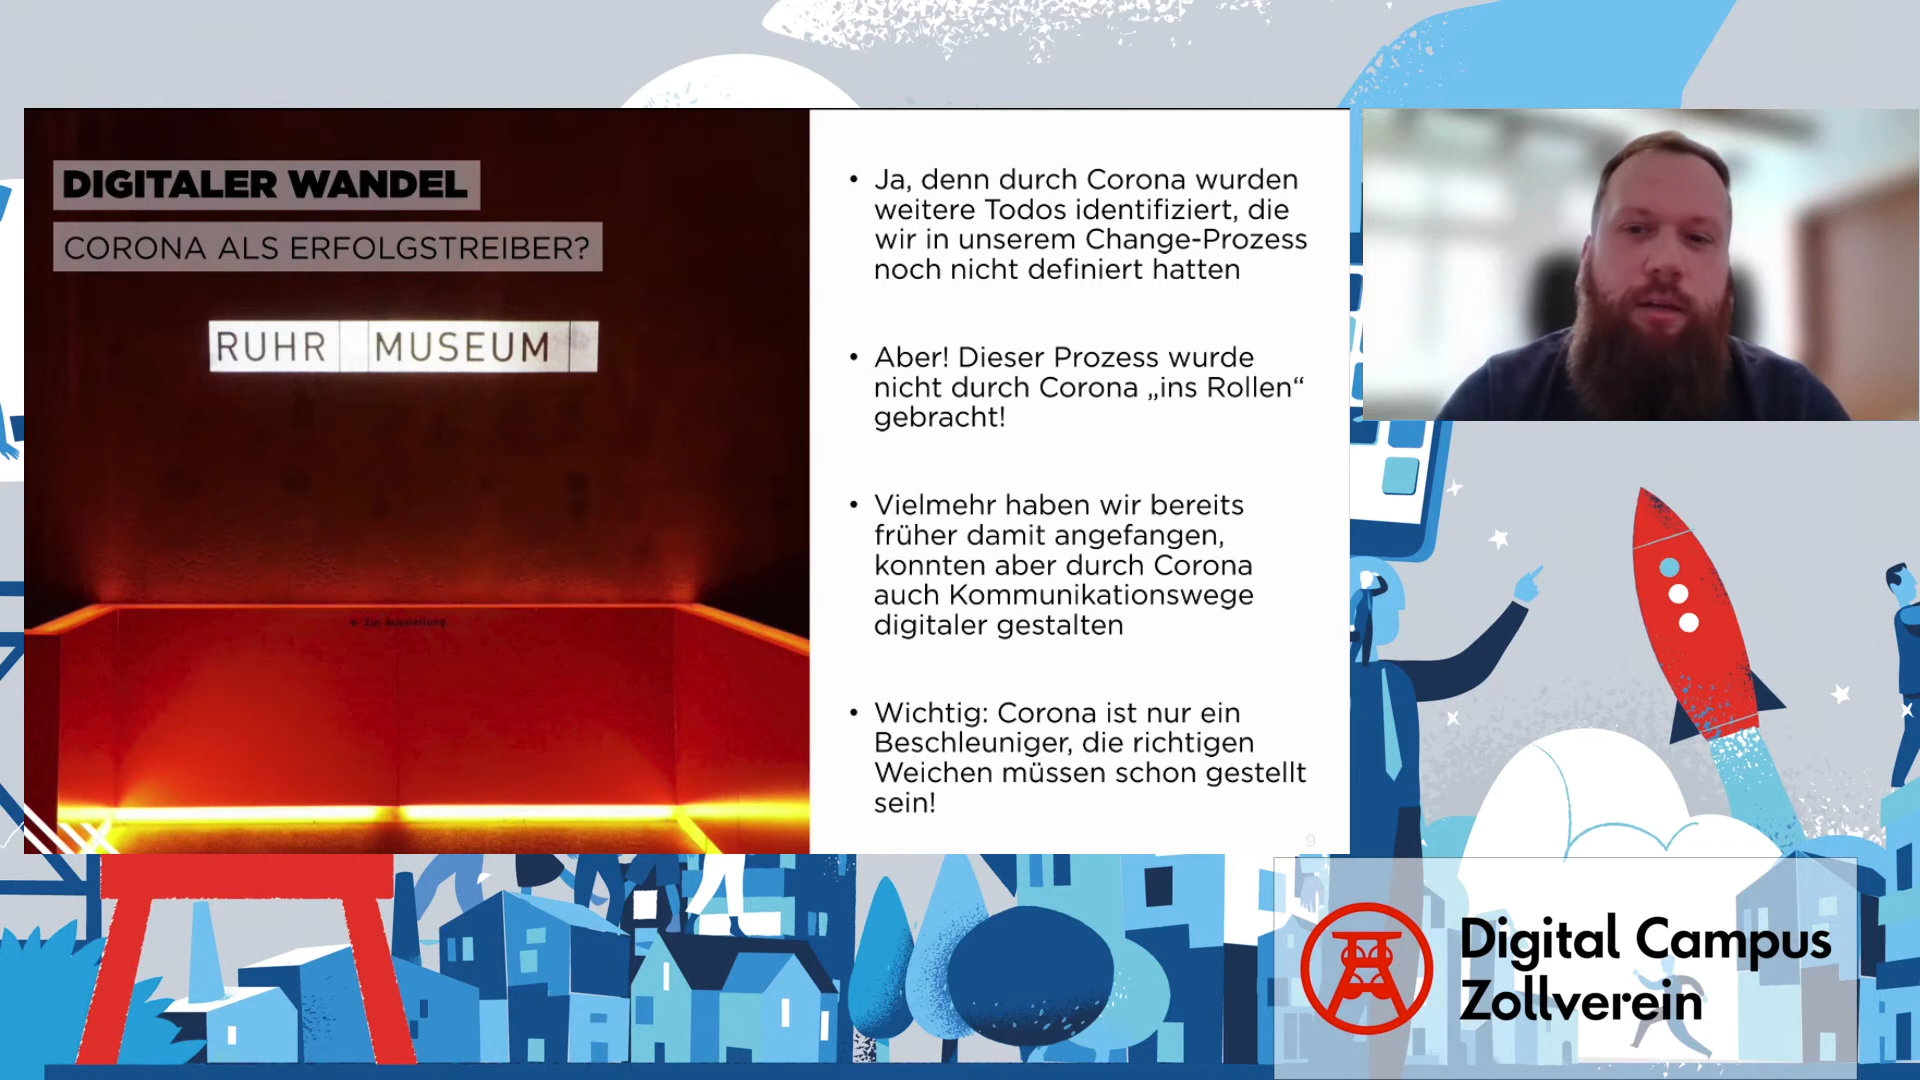 DIGITALER WANDEL
CORONA ALS ERFOLGSTREIBER?
RUHR MUSEUM
← Zur Ausstellung
• Ja, denn durch Corona wurden
weitere Todos identifiziert, die
wir in unserem Change-Prozess
noch nicht definiert hatten
• Aber! Dieser Prozess wurde
nicht durch Corona „ins Rollen“
gebracht!
• Vielmehr haben wir bereits
früher damit angefangen,
konnten aber durch Corona
auch Kommunikationswege
digitaler gestalten
• Wichtig: Corona ist nur ein
Beschleuniger, die richtigen
Weichen müssen schon gestellt
sein!
9
Digital Campus
Zollverein